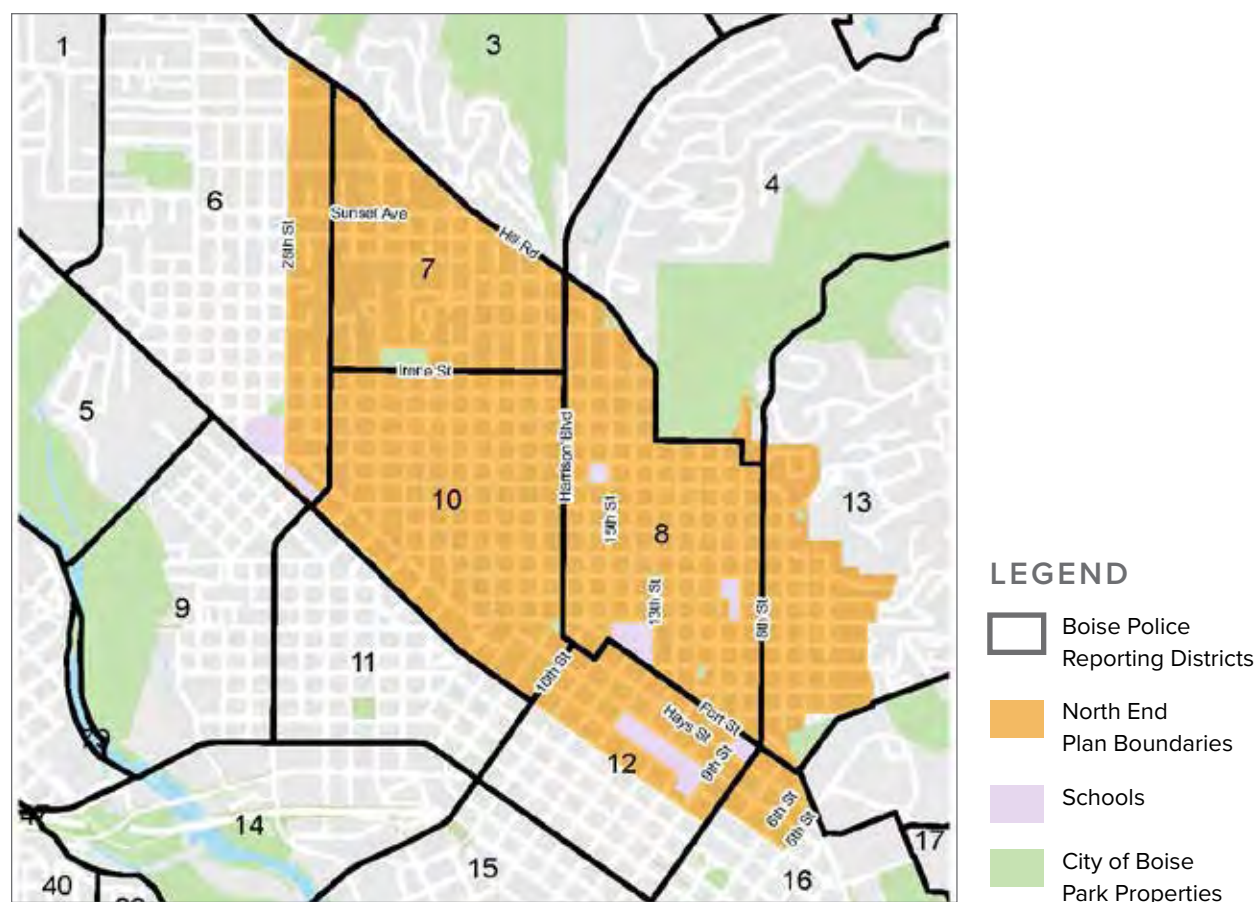 1
3
4
6
28th St
Sunset Ave
7
Hill Rd
Irene St
5
Harrison Blvd
10
15th St
8
13
13th St
8th St
9
11
10th St
Fort St
Hays St
9th St
12
6th St
5th St
14
15
16
17
40
LEGEND
Boise Police
Reporting Districts
North End
Plan Boundaries
Schools
City of Boise
Park Properties